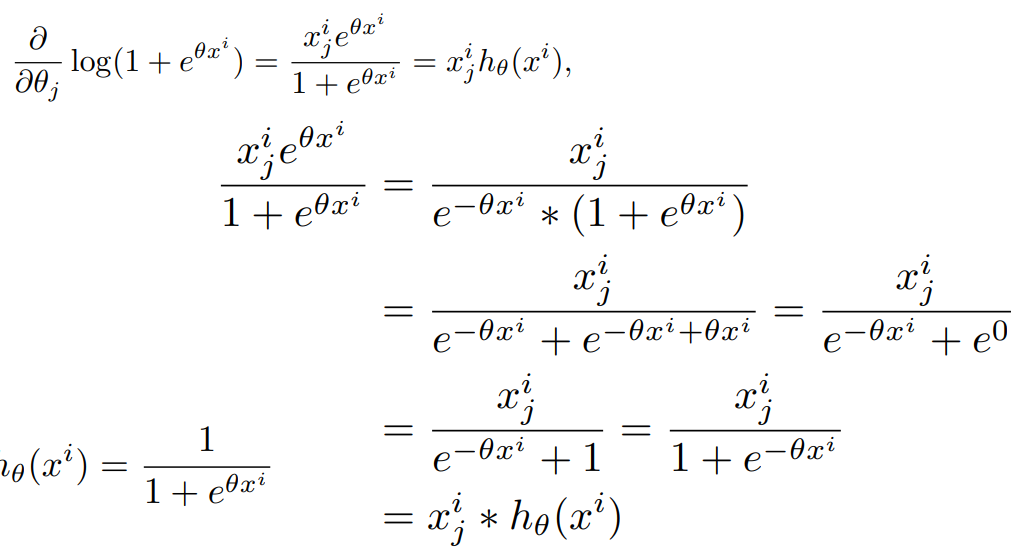 ∂/∂θ_j log(1 + e^{θx^i}) = x_j^i e^{θx^i} / (1 + e^{θx^i}) = x_j^i h_θ(x^i),
x_j^i e^{θx^i} / (1 + e^{θx^i}) = x_j^i / (e^{−θx^i} ∗ (1 + e^{θx^i}))
= x_j^i / (e^{−θx^i} + e^{−θx^i+θx^i}) = x_j^i / (e^{−θx^i} + e^0)
= x_j^i / (e^{−θx^i} + 1) = x_j^i / (1 + e^{−θx^i})
h_θ(x^i) = 1 / (1 + e^{θx^i})
= x_j^i ∗ h_θ(x^i)